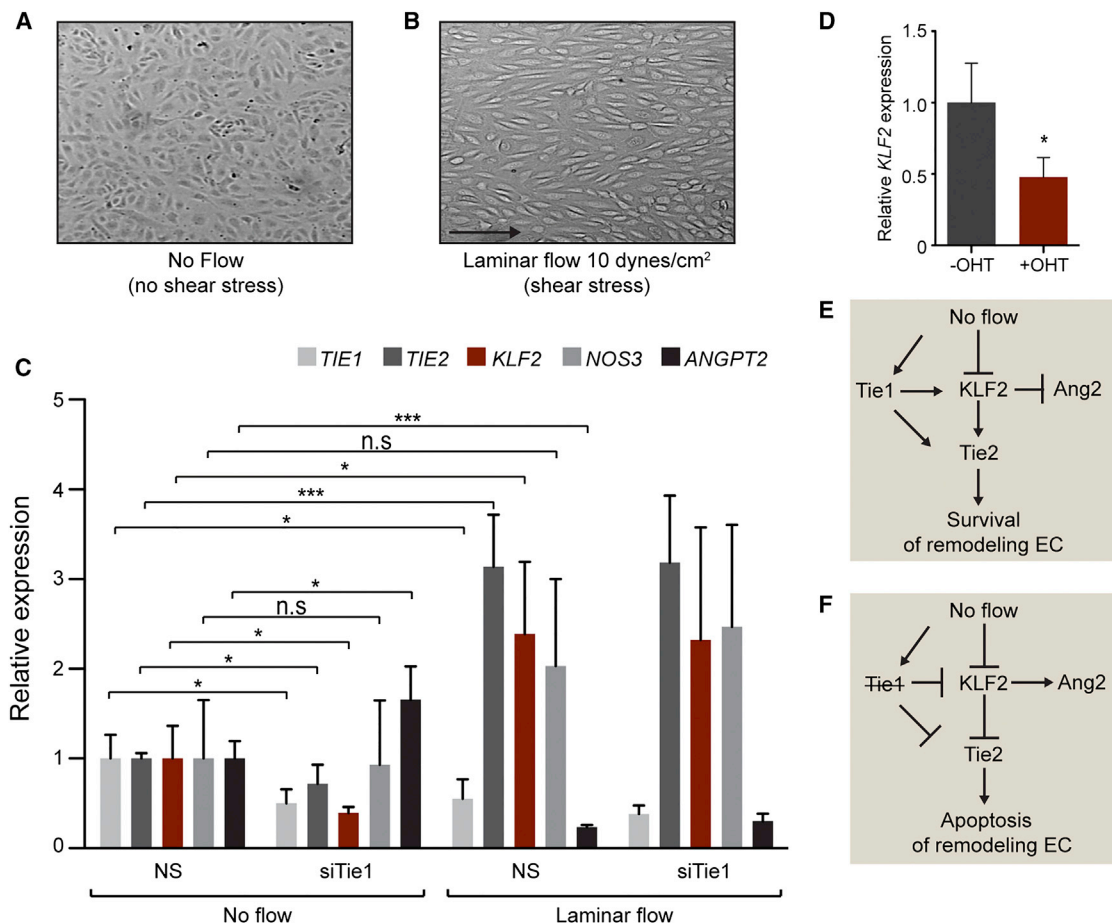 A
No Flow
(no shear stress)
B
Laminar flow 10 dynes/cm²
(shear stress)
D
Relative KLF2 expression
1.5
1.0
0.5
0
*
-OHT
+OHT
C
TIE1 TIE2 KLF2 NOS3 ANGPT2
Relative expression
5
4
3
2
1
0
***
n.s
*
***
*
*
n.s
*
*
*
NS
siTie1
NS
siTie1
No flow
Laminar flow
E
No flow
Tie1
KLF2
Ang2
Tie2
Survival
of remodeling EC
F
No flow
Tie1
KLF2
Ang2
Tie2
Apoptosis
of remodeling EC